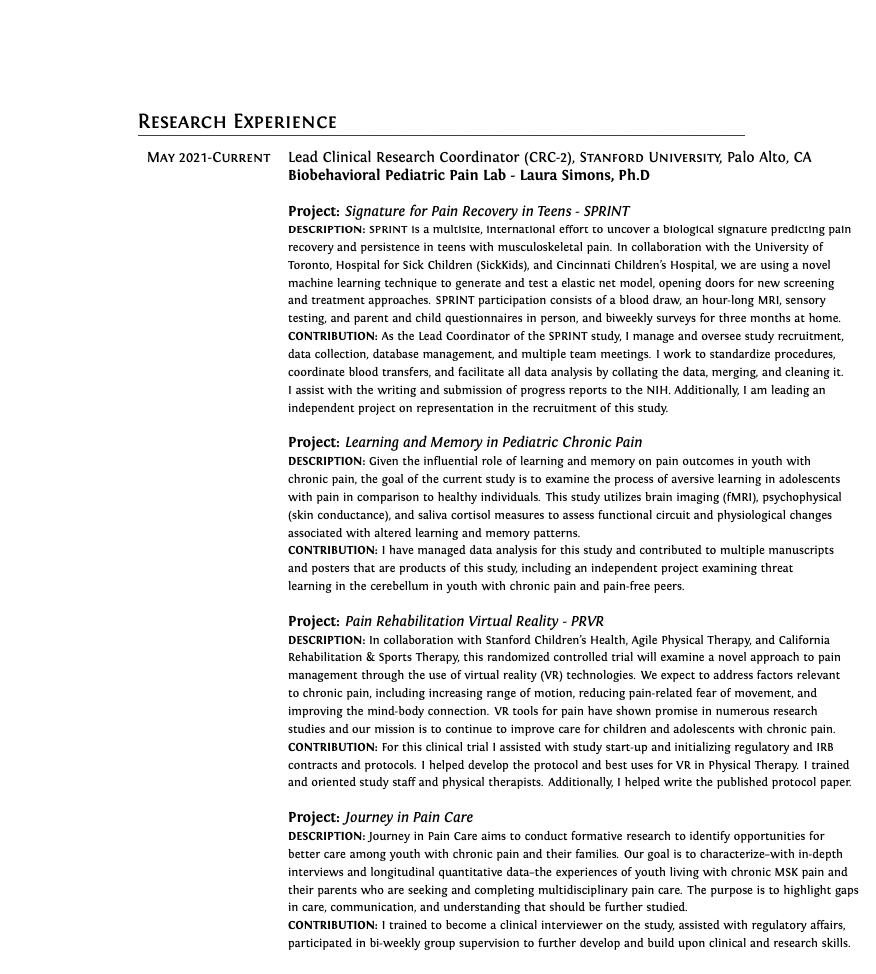 Research Experience
May 2021-Current Lead Clinical Research Coordinator (CRC-2), Stanford University, Palo Alto, CA
Biobehavioral Pediatric Pain Lab - Laura Simons, Ph.D
Project: Signature for Pain Recovery in Teens - SPRINT
DESCRIPTION: SPRINT is a multisite, international effort to uncover a biological signature predicting pain
recovery and persistence in teens with musculoskeletal pain. In collaboration with the University of
Toronto, Hospital for Sick Children (SickKids), and Cincinnati Children's Hospital, we are using a novel
machine learning technique to generate and test a elastic net model, opening doors for new screening
and treatment approaches. SPRINT participation consists of a blood draw, an hour-long MRI, sensory
testing, and parent and child questionnaires in person, and biweekly surveys for three months at home.
CONTRIBUTION: As the Lead Coordinator of the SPRINT study, I manage and oversee study recruitment,
data collection, database management, and multiple team meetings. I work to standardize procedures,
coordinate blood transfers, and facilitate all data analysis by collating the data, merging, and cleaning it.
I assist with the writing and submission of progress reports to the NIH. Additionally, I am leading an
independent project on representation in the recruitment of this study.
Project: Learning and Memory in Pediatric Chronic Pain
DESCRIPTION: Given the influential role of learning and memory on pain outcomes in youth with
chronic pain, the goal of the current study is to examine the process of aversive learning in adolescents
with pain in comparison to healthy individuals. This study utilizes brain imaging (fMRI), psychophysical
(skin conductance), and saliva cortisol measures to assess functional circuit and physiological changes
associated with altered learning and memory patterns.
CONTRIBUTION: I have managed data analysis for this study and contributed to multiple manuscripts
and posters that are products of this study, including an independent project examining threat
learning in the cerebellum in youth with chronic pain and pain-free peers.
Project: Pain Rehabilitation Virtual Reality - PRVR
DESCRIPTION: In collaboration with Stanford Children's Health, Agile Physical Therapy, and California
Rehabilitation & Sports Therapy, this randomized controlled trial will examine a novel approach to pain
management through the use of virtual reality (VR) technologies. We expect to address factors relevant
to chronic pain, including increasing range of motion, reducing pain-related fear of movement, and
improving the mind-body connection. VR tools for pain have shown promise in numerous research
studies and our mission is to continue to improve care for children and adolescents with chronic pain.
CONTRIBUTION: For this clinical trial I assisted with study start-up and initializing regulatory and IRB
contracts and protocols. I helped develop the protocol and best uses for VR in Physical Therapy. I trained
and oriented study staff and physical therapists. Additionally, I helped write the published protocol paper.
Project: Journey in Pain Care
DESCRIPTION: Journey in Pain Care aims to conduct formative research to identify opportunities for
better care among youth with chronic pain and their families. Our goal is to characterize–with in-depth
interviews and longitudinal quantitative data–the experiences of youth living with chronic MSK pain and
their parents who are seeking and completing multidisciplinary pain care. The purpose is to highlight gaps
in care, communication, and understanding that should be further studied.
CONTRIBUTION: I trained to become a clinical interviewer on the study, assisted with regulatory affairs,
participated in bi-weekly group supervision to further develop and build upon clinical and research skills.